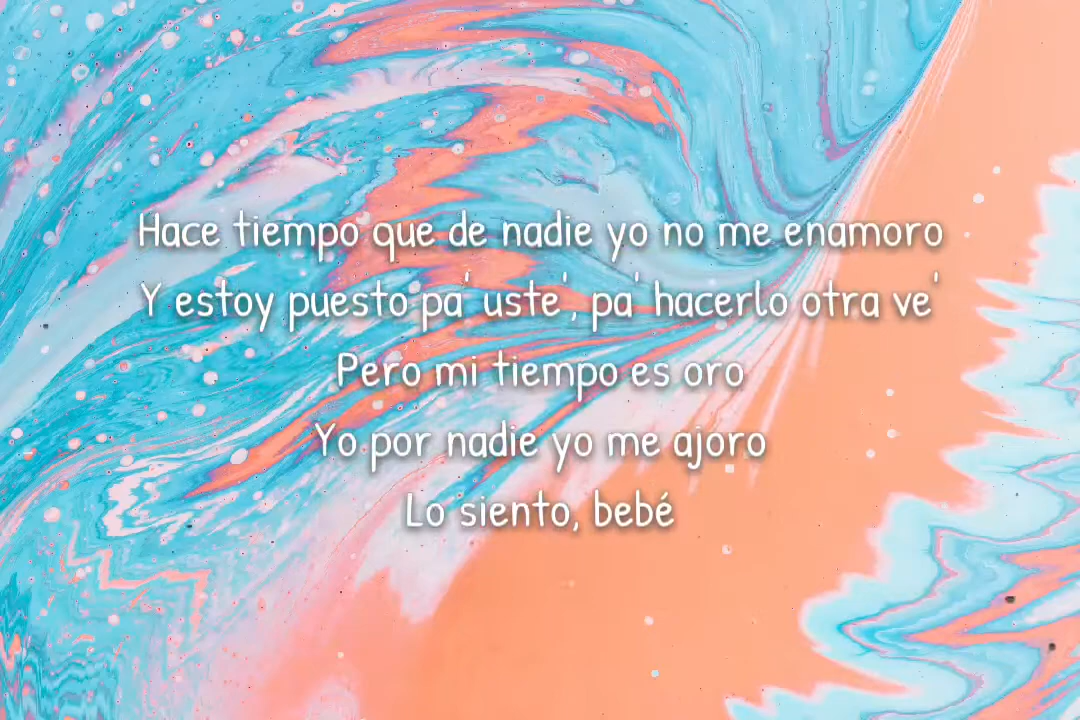 Hace tiempo que de nadie yo no me enamoro
Y estoy puesto pa' uste', pa' hacerlo otra ve'
Pero mi tiempo es oro
Yo por nadie yo me ajoro
Lo siento, bebé